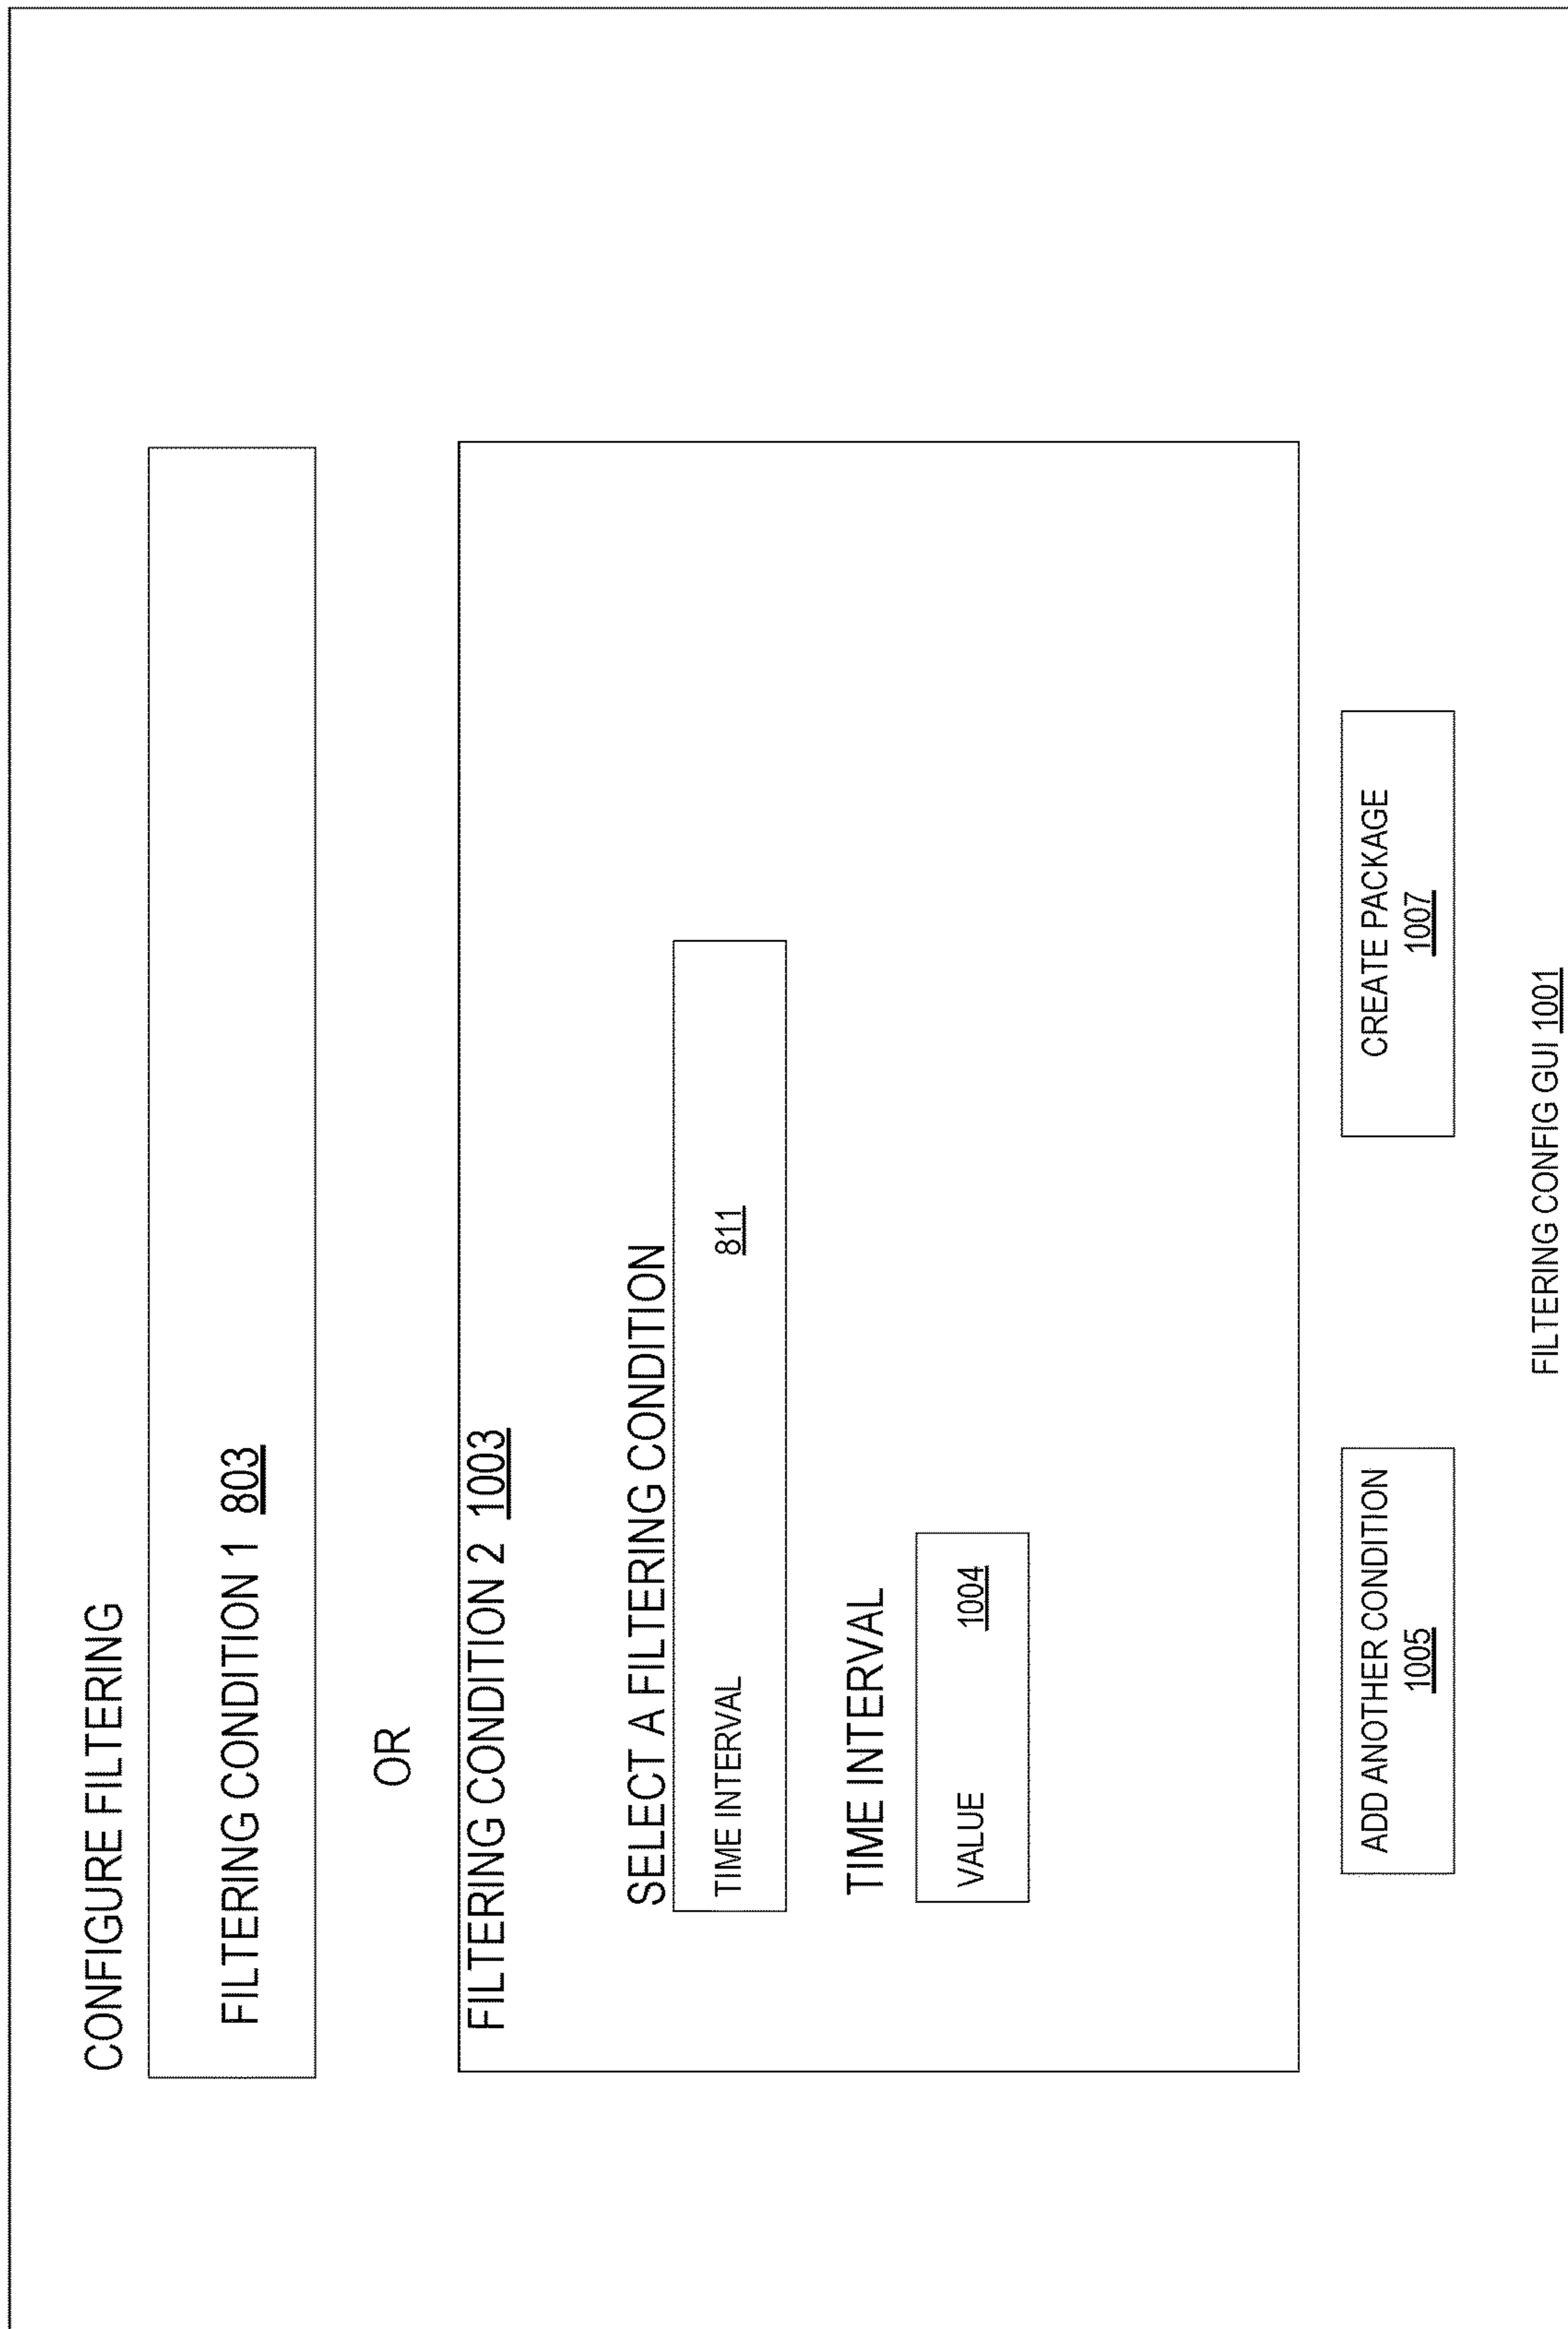 CONFIGURE FILTERING
FILTERING CONDITION 1 803
OR
FILTERING CONDITION 2 1003
SELECT A FILTERING CONDITION
TIME INTERVAL 811
TIME INTERVAL
VALUE 1004
ADD ANOTHER CONDITION
1005
CREATE PACKAGE
1007
FILTERING CONFIG GUI 1001